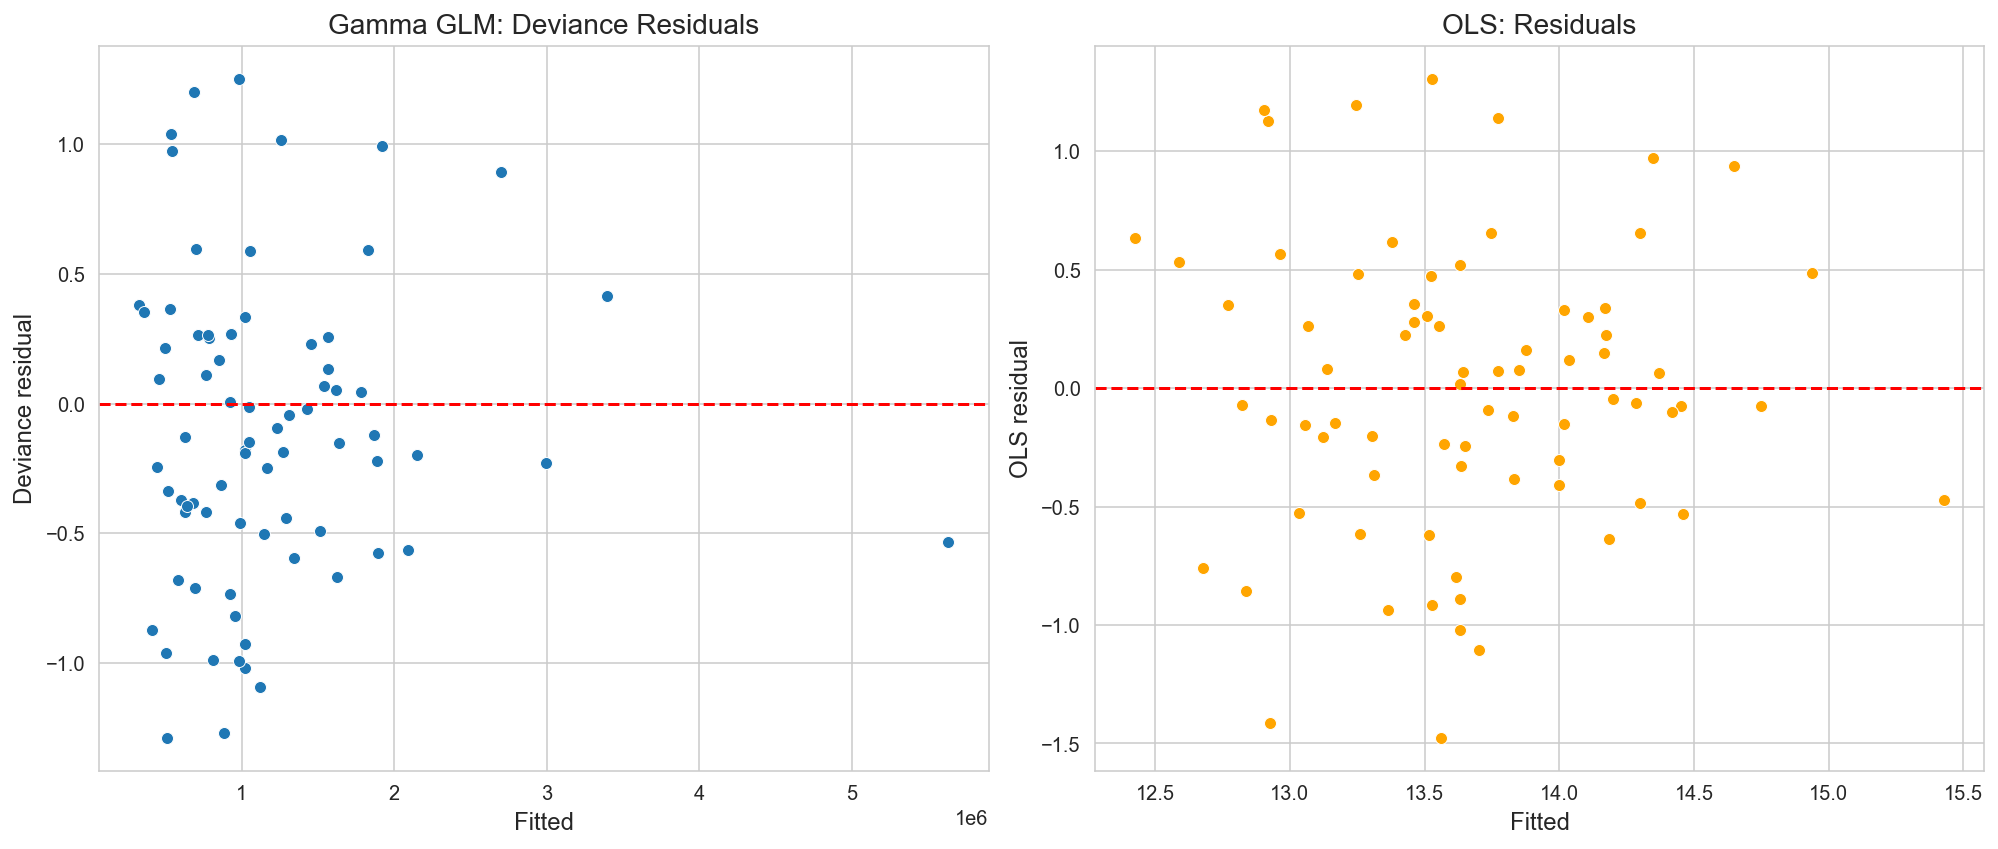 Gamma GLM: Deviance Residuals
Deviance residual
1.0
0.5
0.0
−0.5
−1.0
1 2 3 4 5
1e6
Fitted
OLS: Residuals
OLS residual
1.0
0.5
0.0
−0.5
−1.0
−1.5
12.5 13.0 13.5 14.0 14.5 15.0 15.5
Fitted